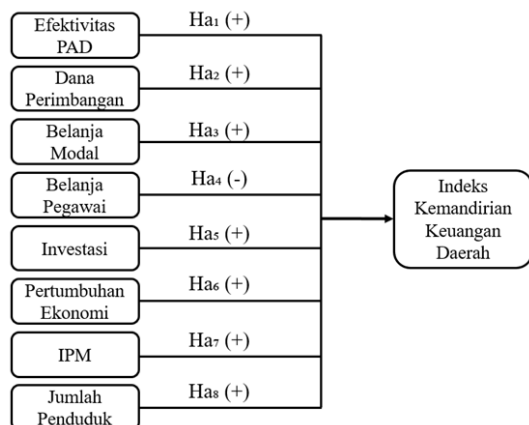 Efektivitas
PAD
Ha₁ (+)
Dana
Perimbangan
Ha₂ (+)
Belanja
Modal
Ha₃ (+)
Belanja
Pegawai
Ha₄ (-)
Investasi
Ha₅ (+)
Pertumbuhan
Ekonomi
Ha₆ (+)
IPM
Ha₇ (+)
Jumlah
Penduduk
Ha₈ (+)
Indeks
Kemandirian
Keuangan
Daerah